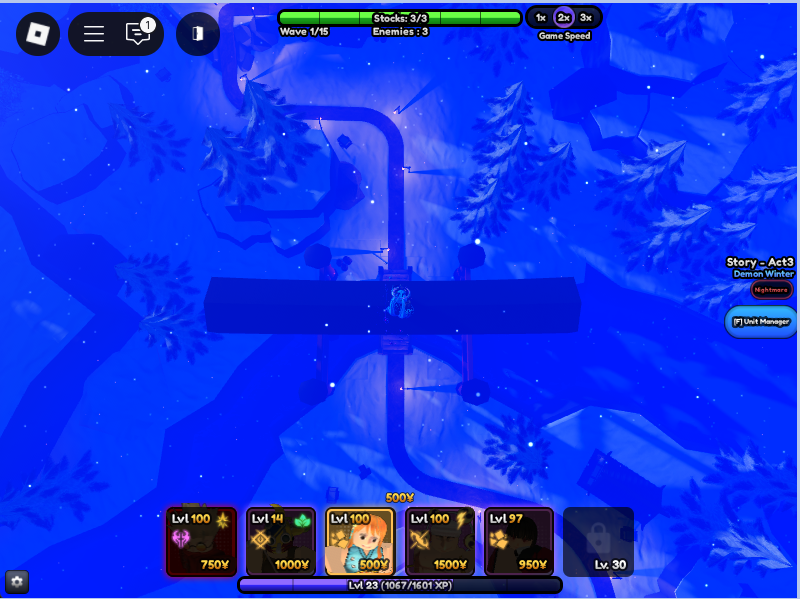 1
Stocks: 3/3
Wave 1/15
Enemies : 3
1x
2x
3x
Game Speed
Story - Act3
Demon Winter
Nightmare
[F] Unit Manager
500¥
Lvl 100
750¥
Lvl 14
1000¥
Lvl 100
500¥
Lvl 100
1500¥
Lvl 97
950¥
Lv. 30
Lvl 23 (1067/1601 XP)